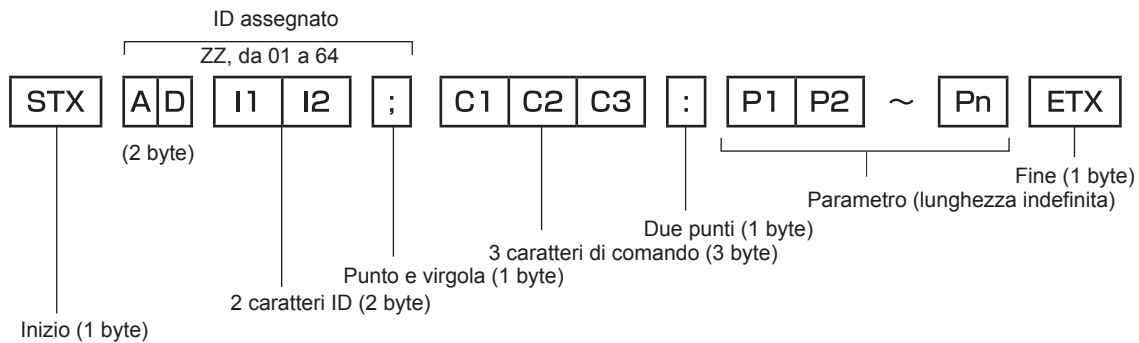 ID assegnato
ZZ, da 01 a 64
STX A D I1 I2 ; C1 C2 C3 : P1 P2 ~ Pn ETX
(2 byte)
Fine (1 byte)
Parametro (lunghezza indefinita)
Due punti (1 byte)
3 caratteri di comando (3 byte)
Punto e virgola (1 byte)
2 caratteri ID (2 byte)
Inizio (1 byte)